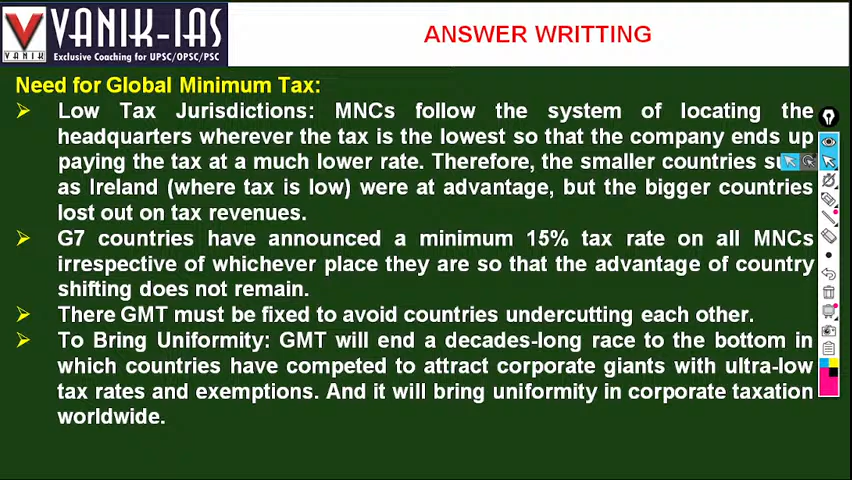 VANIK-IAS
VANIK
Exclusive Coaching for UPSC/OPSC/PSC
ANSWER WRITTING
Need for Global Minimum Tax:
Low Tax Jurisdictions: MNCs follow the system of locating the
headquarters wherever the tax is the lowest so that the company ends up
paying the tax at a much lower rate. Therefore, the smaller countries
as Ireland (where tax is low) were at advantage, but the bigger countries
lost out on tax revenues.
G7 countries have announced a minimum 15% tax rate on all MNCs
irrespective of whichever place they are so that the advantage of country
shifting does not remain.
There GMT must be fixed to avoid countries undercutting each other.
To Bring Uniformity: GMT will end a decades-long race to the bottom in
which countries have competed to attract corporate giants with ultra-low
tax rates and exemptions. And it will bring uniformity in corporate taxation
worldwide.